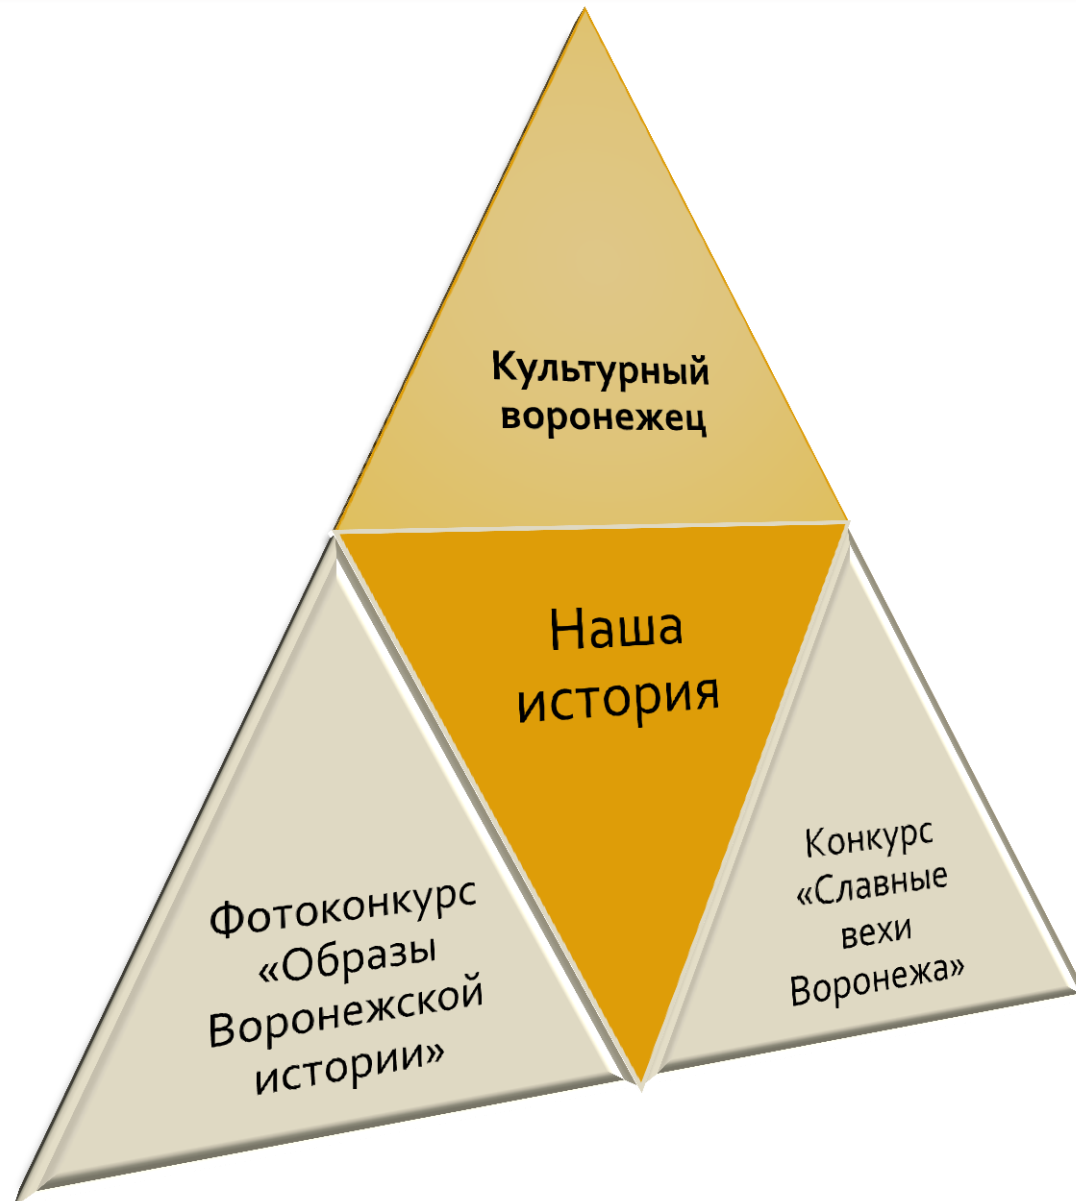 Культурный
воронежец
Наша
история
Фотоконкурс
«Образы
Воронежской
истории»
Конкурс
«Славные
вехи
Воронежа»